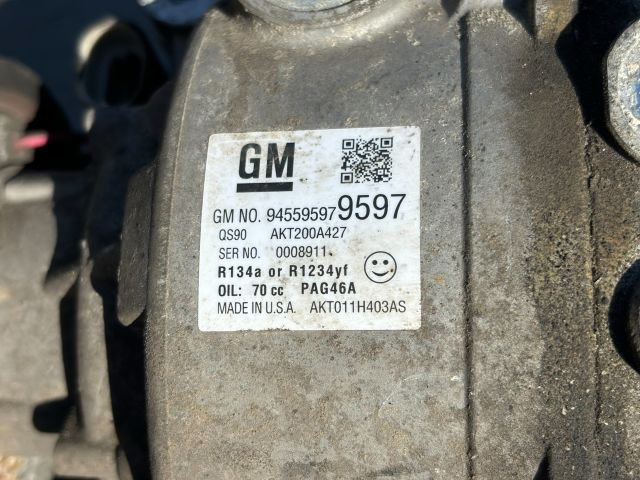 GM
GM NO. 94559597 9597
QS90 AKT200A427
SER NO. 0008911
R134a or R1234yf
OIL: 70 cc PAG46A
MADE IN U.S.A. AKT011H403AS